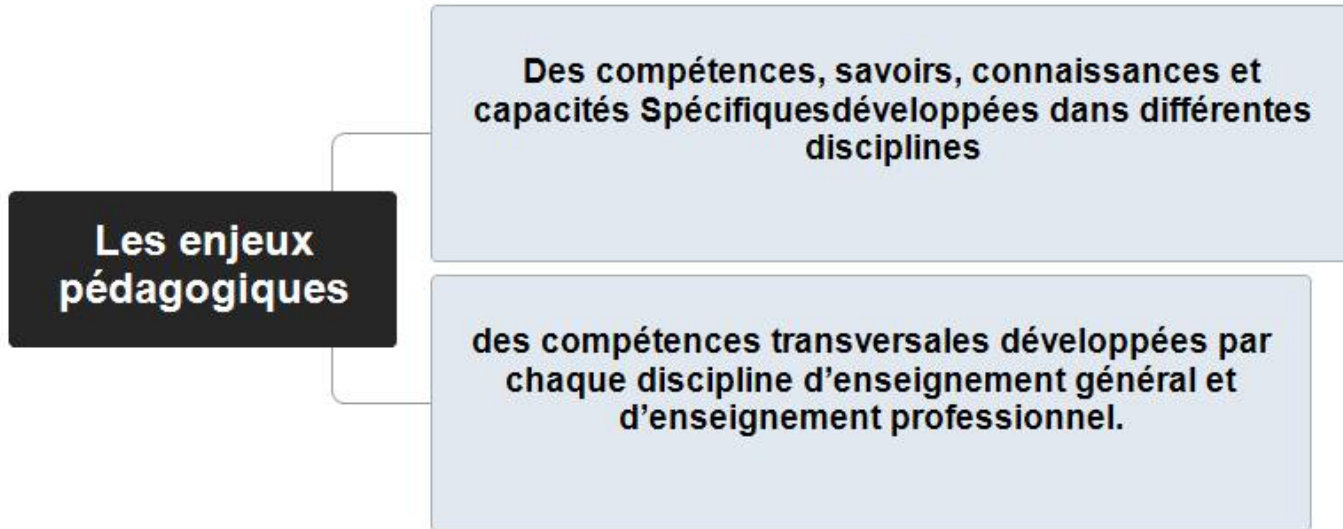 Des compétences, savoirs, connaissances et
capacités Spécifiquesdéveloppées dans différentes
disciplines
Les enjeux
pédagogiques
des compétences transversales développées par
chaque discipline d’enseignement général et
d’enseignement professionnel.